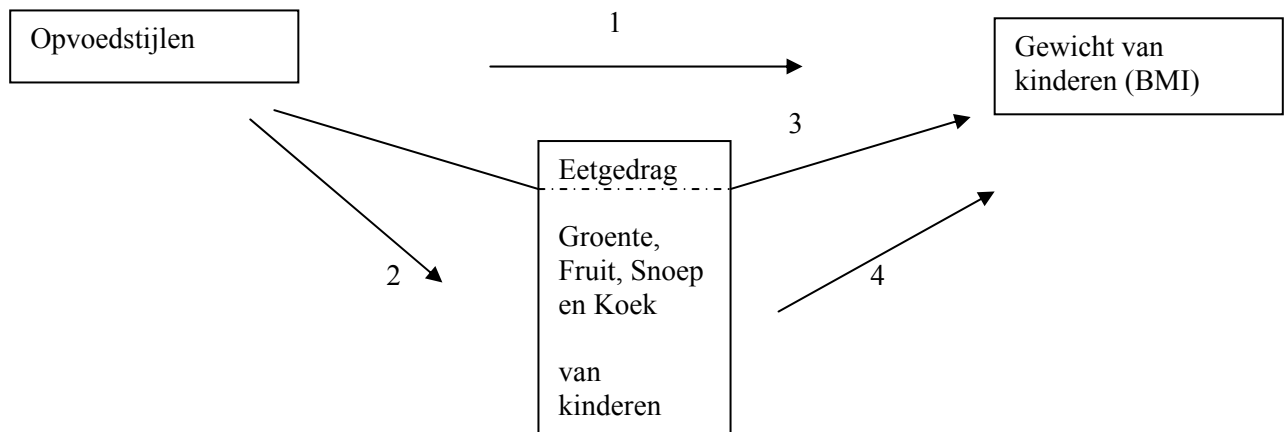 Opvoedstijlen
1
Gewicht van
kinderen (BMI)
3
Eetgedrag
Groente,
Fruit, Snoep
en Koek
van
kinderen
2
4